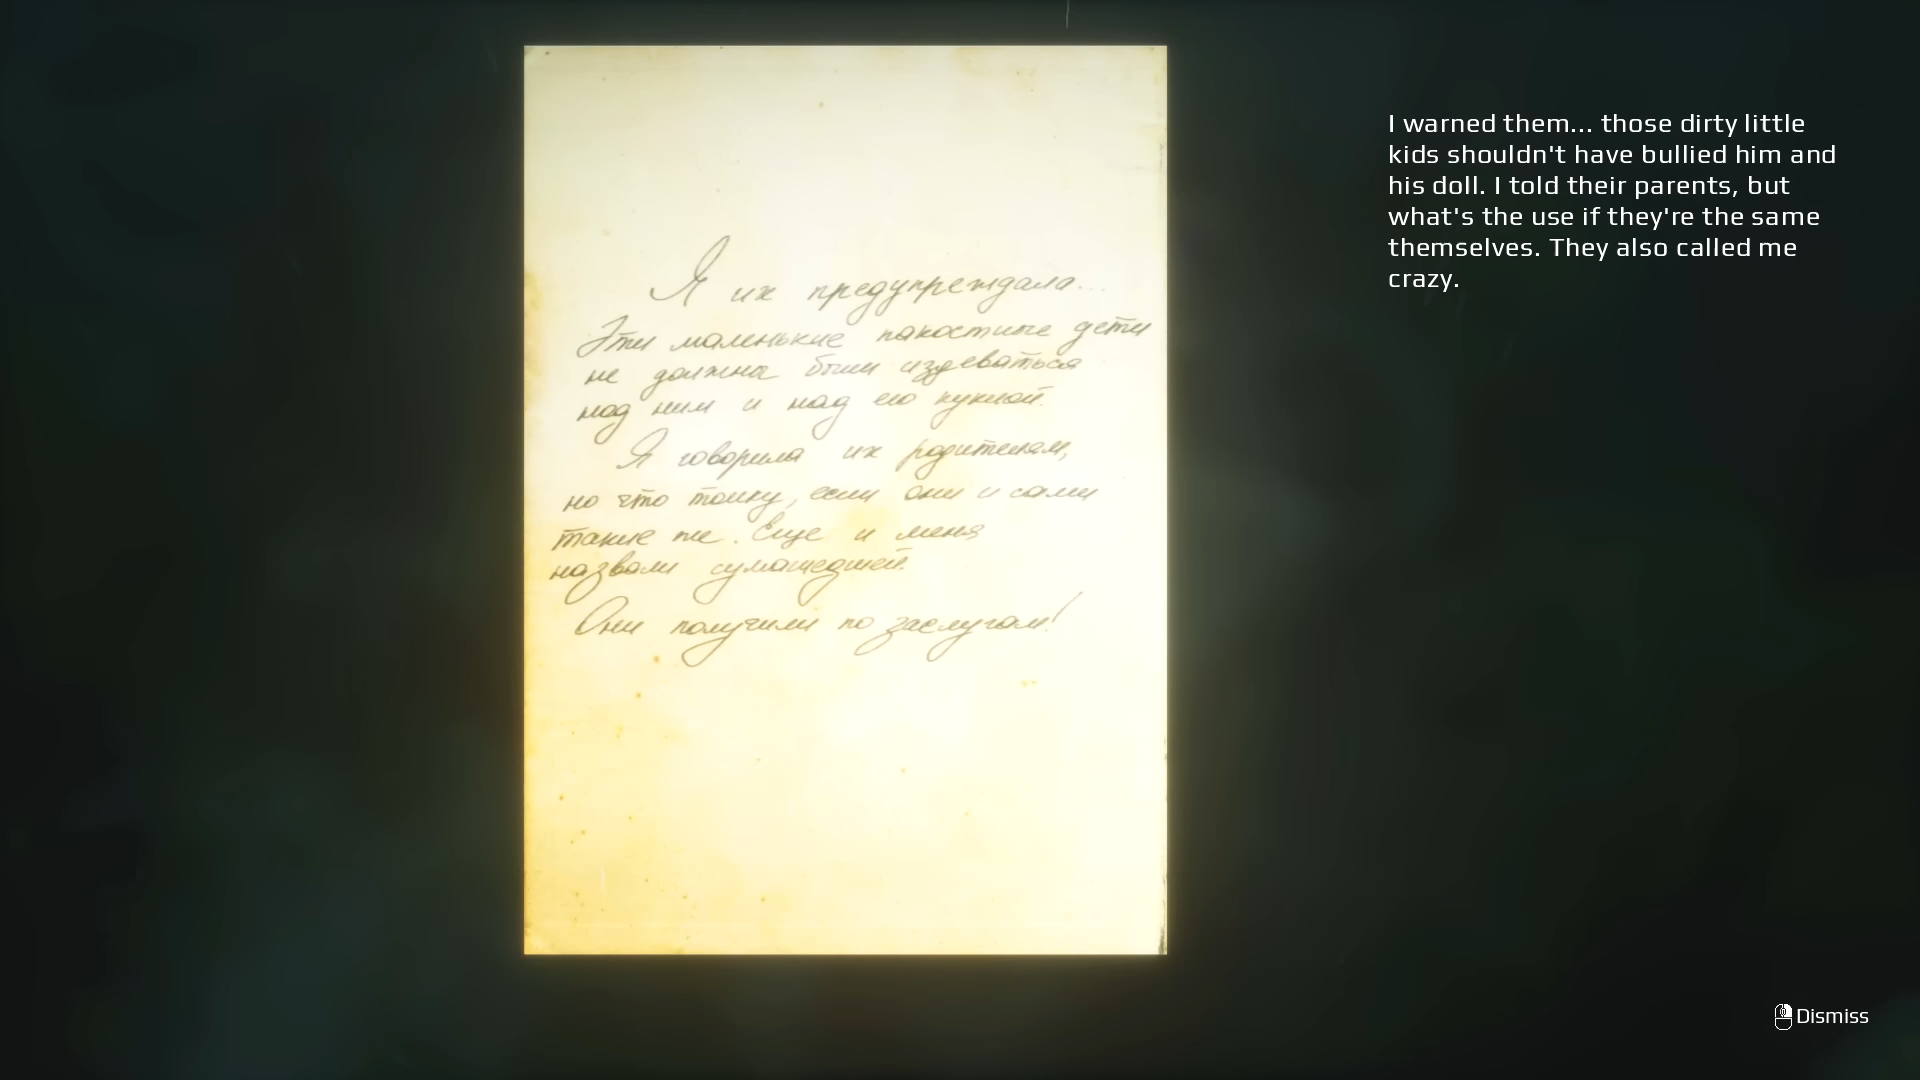 Я их предупреждала...
Эти маленькие пакостные дети
не должны были издеваться
над ним и над его куклой.
Я говорила их родителям,
но что толку, если они и сами
такие же. Еще и меня
назвали сумашедшей.
Они получили по заслугам!
I warned them... those dirty little
kids shouldn't have bullied him and
his doll. I told their parents, but
what's the use if they're the same
themselves. They also called me
crazy.
Dismiss